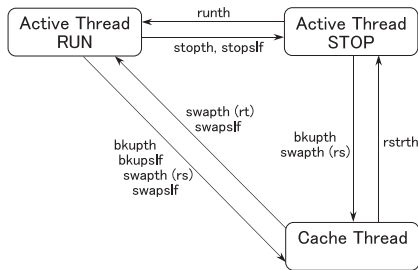 Active Thread
RUN
runth
stopth, stopslf
Active Thread
STOP
swapth (rt)
swapslf
bkupth
bkupslf
swapth (rs)
swapslf
bkupth
swapth (rs)
rstrth
Cache Thread